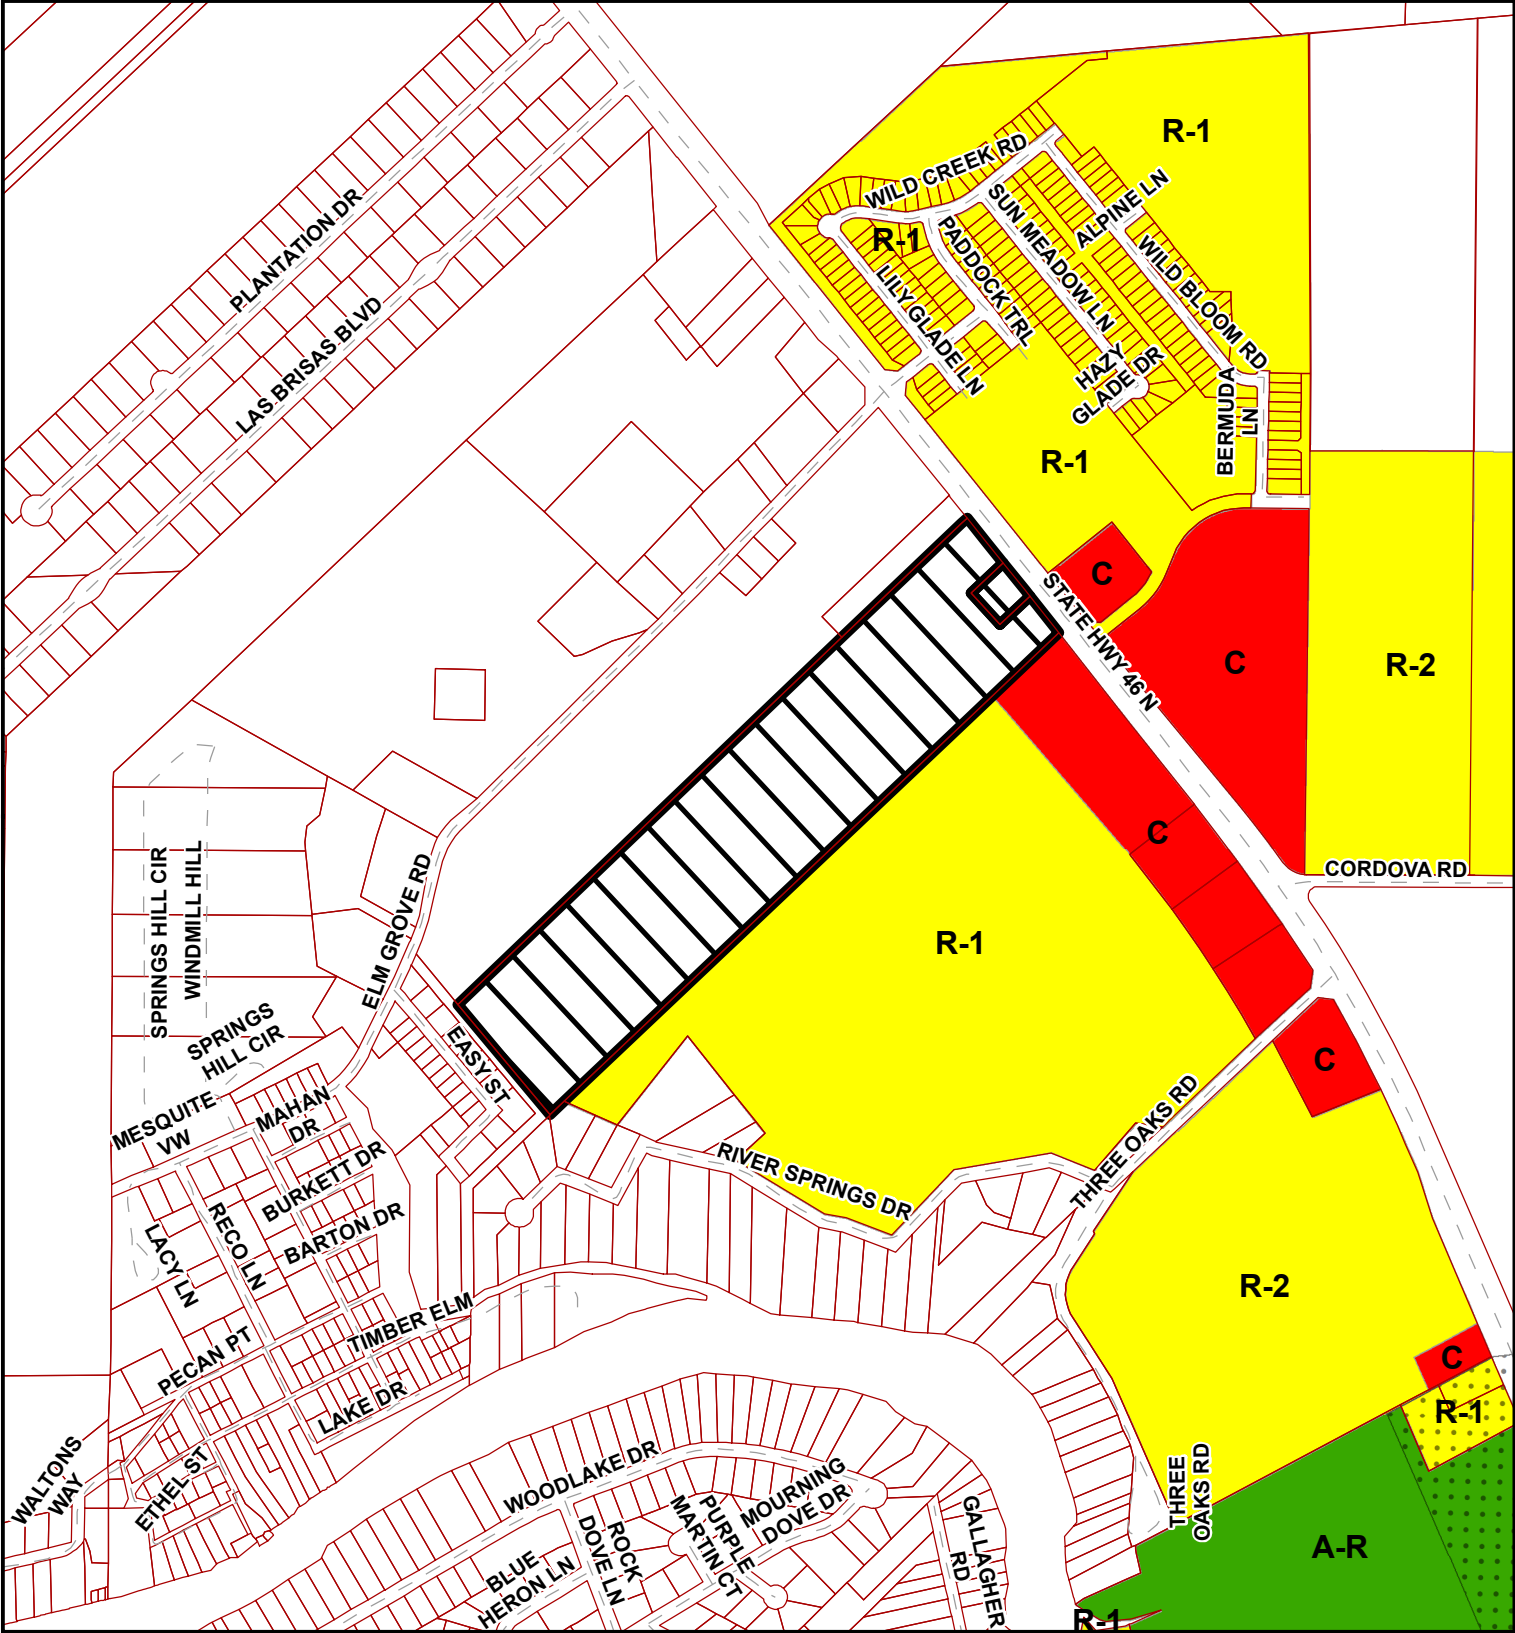 R-1
WILD CREEK RD
ALPINE LN
SUN MEADOW LN
PLANTATION DR
R-1
PADDOCK TRL
WILD BLOOM RD
LILY GLADE LN
LAS BRISAS BLVD
HAZY
GLADE DR
BERMUDA
LN
R-1
C
STATE HWY 46 N
C
R-2
C
CORDOVA RD
SPRINGS HILL CIR
WINDMILL HILL
ELM GROVE RD
R-1
SPRINGS
HILL CIR
EASY ST
C
MESQUITE
VW
MAHAN
DR
THREE OAKS RD
BURKETT DR
RIVER SPRINGS DR
RECO LN
BARTON DR
LACY LN
R-2
TIMBER ELM
PECAN PT
C
LAKE DR
R-1
WALTONS
WAY
ETHEL ST
WOODLAKE DR
MOURNING
DOVE DR
THREE
OAKS RD
PURPLE
MARTIN CT
ROCK
DOVE LN
GALLAGHER
RD
A-R
BLUE
HERON LN
R-1